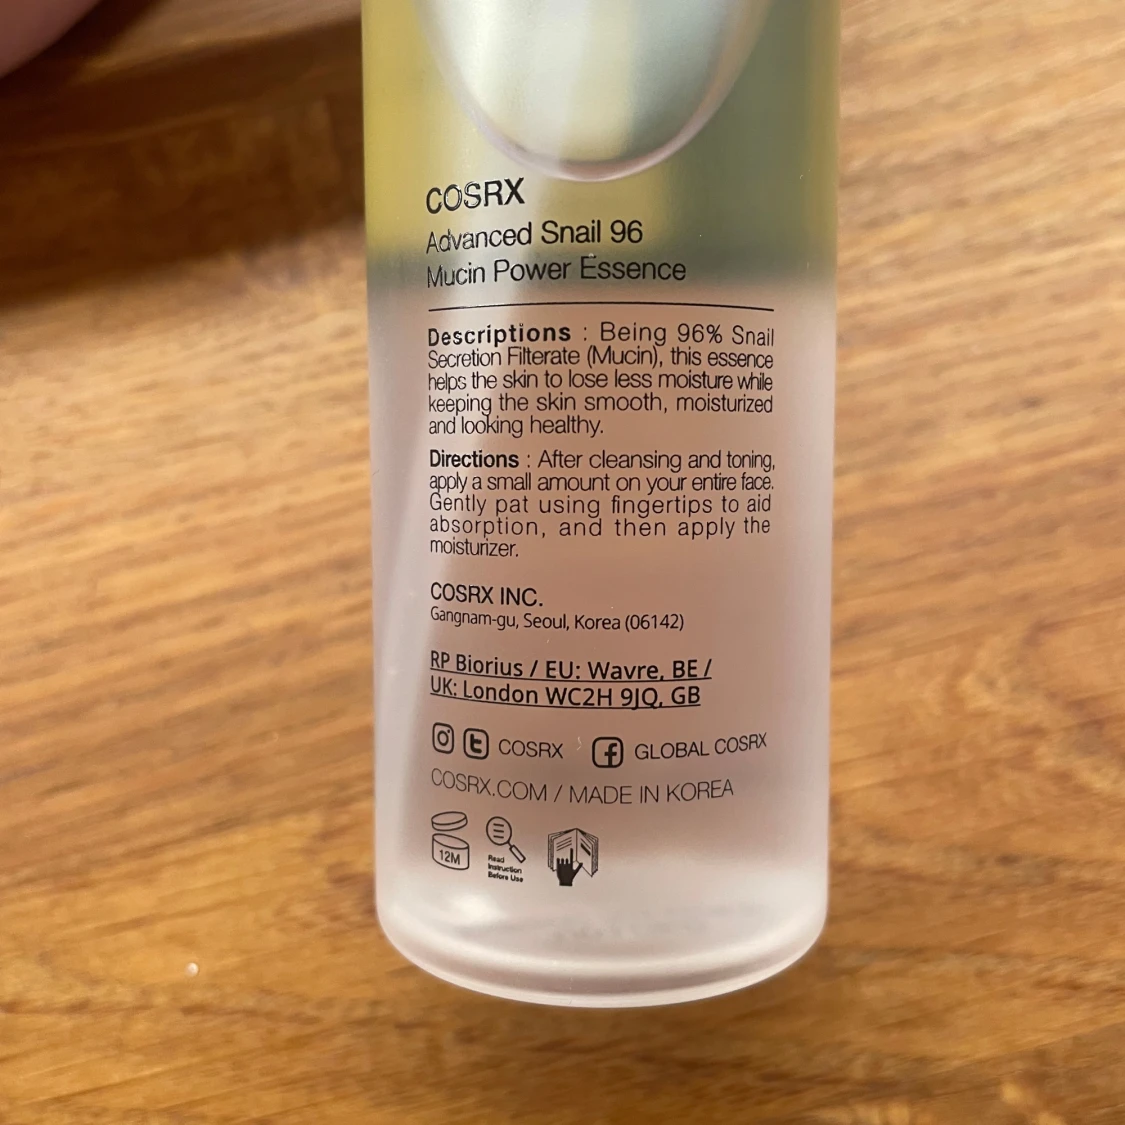 COSRX
Advanced Snail 96
Mucin Power Essence
Descriptions : Being 96% Snail
Secretion Filterate (Mucin), this essence
helps the skin to lose less moisture while
keeping the skin smooth, moisturized
and looking healthy.
Directions : After cleansing and toning,
apply a small amount on your entire face.
Gently pat using fingertips to aid
absorption, and then apply the
moisturizer.
COSRX INC.
Gangnam-gu, Seoul, Korea (06142)
RP Biorius / EU: Wavre, BE /
UK: London WC2H 9JQ, GB
COSRX GLOBAL COSRX
COSRX.COM / MADE IN KOREA
12M
Read
Instruction
Before Use